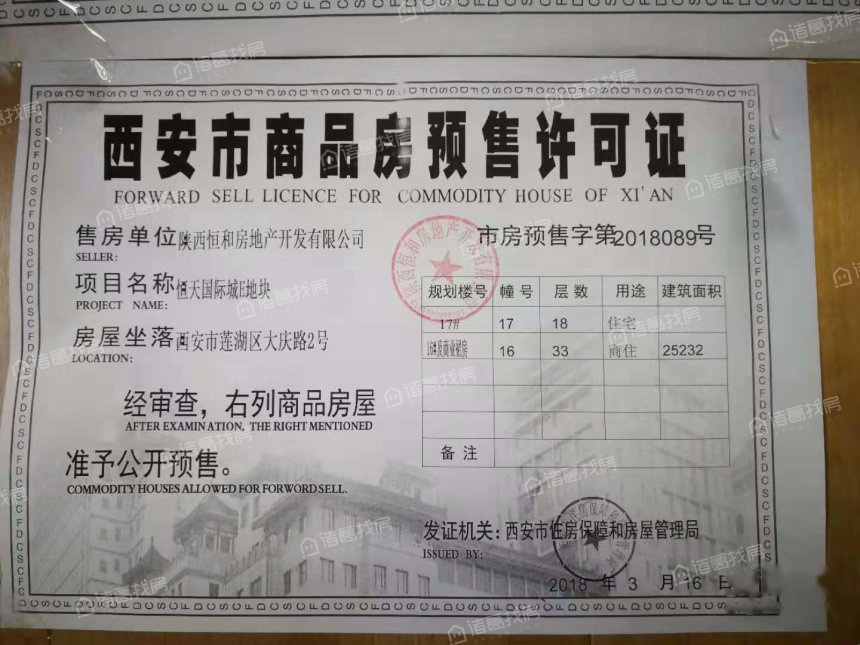 西安市商品房预售许可证
FORWARD SELL LICENCE FOR COMMODITY HOUSE OF XI'AN
售房单位 陕西恒和房地产开发有限公司
SELLER:
市房预售字第2018089号
项目名称 恒天国际城E地块
PROJECT NAME:
房屋坐落 西安市莲湖区大庆路2号
LOCATION:
规划楼号 幢号 层数 用途 建筑面积
17# 17 18 住宅
16#及商业裙房 16 33 商住 25232
备注
经审查，右列商品房屋
AFTER EXAMINATION, THE RIGHT MENTIONED
准予公开预售。
COMMODITY HOUSES ALLOWED FOR FORWORD SELL.
发证机关：西安市住房保障和房屋管理局
ISSUED BY:
2018 年 3 月 16 日
诸葛找房